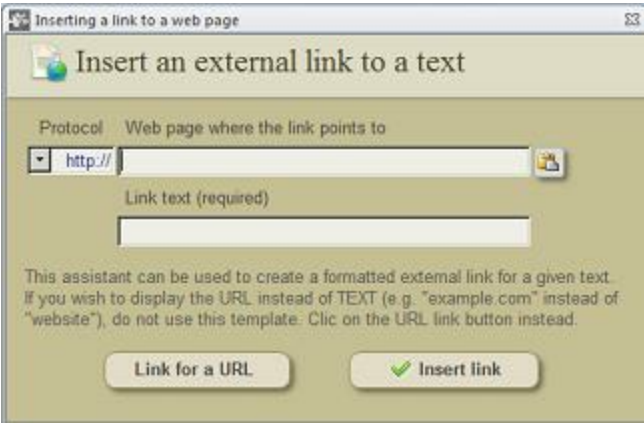 Inserting a link to a web page
Insert an external link to a text
Protocol Web page where the link points to
http://
Link text (required)
This assistant can be used to create a formatted external link for a given text.
If you wish to display the URL instead of TEXT (e.g. "example.com" instead of
"website"), do not use this template. Clic on the URL link button instead.
Link for a URL Insert link